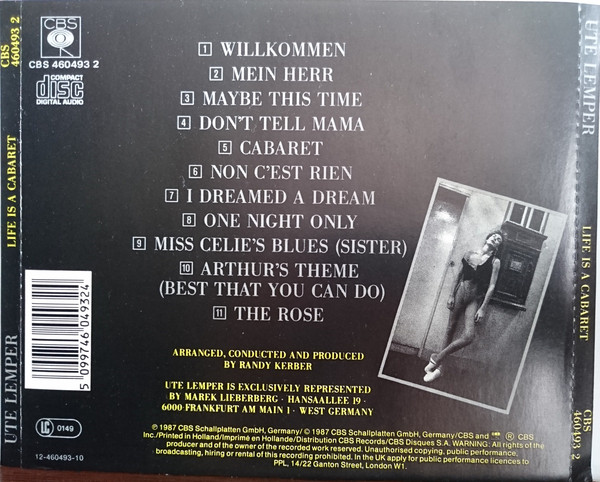 CBS
CBS 460493 2
COMPACT
disc
DIGITAL AUDIO
1 WILLKOMMEN
2 MEIN HERR
3 MAYBE THIS TIME
4 DON'T TELL MAMA
5 CABARET
6 NON C'EST RIEN
7 I DREAMED A DREAM
8 ONE NIGHT ONLY
9 MISS CELIE'S BLUES (SISTER)
10 ARTHUR'S THEME
(BEST THAT YOU CAN DO)
11 THE ROSE
ARRANGED, CONDUCTED AND PRODUCED
BY RANDY KERBER
UTE LEMPER IS EXCLUSIVELY REPRESENTED
BY MAREK LIEBERBERG · HANSAALLEE 19 ·
6000 FRANKFURT AM MAIN 1 · WEST GERMANY
℗ 1987 CBS Schallplatten GmbH, Germany/ © 1987 CBS Schallplatten GmbH, Germany/CBS and ® CBS
Inc./Printed in Holland/Imprimé en Hollande/Distribution CBS Records/CBS Disques S.A. WARNING: All rights of the
producer and of the owner of the recorded work reserved. Unauthorised copying, public performance,
broadcasting, hiring or rental of this recording prohibited. In the UK apply for public performance licences to
PPL, 14/22 Ganton Street, London W1.
5 099746 049324
LC 0149
12-460493-10
UTE LEMPER
LIFE IS A CABARET
CBS
460493 2
UTE LEMPER
LIFE IS A CABARET
CBS
460493 2